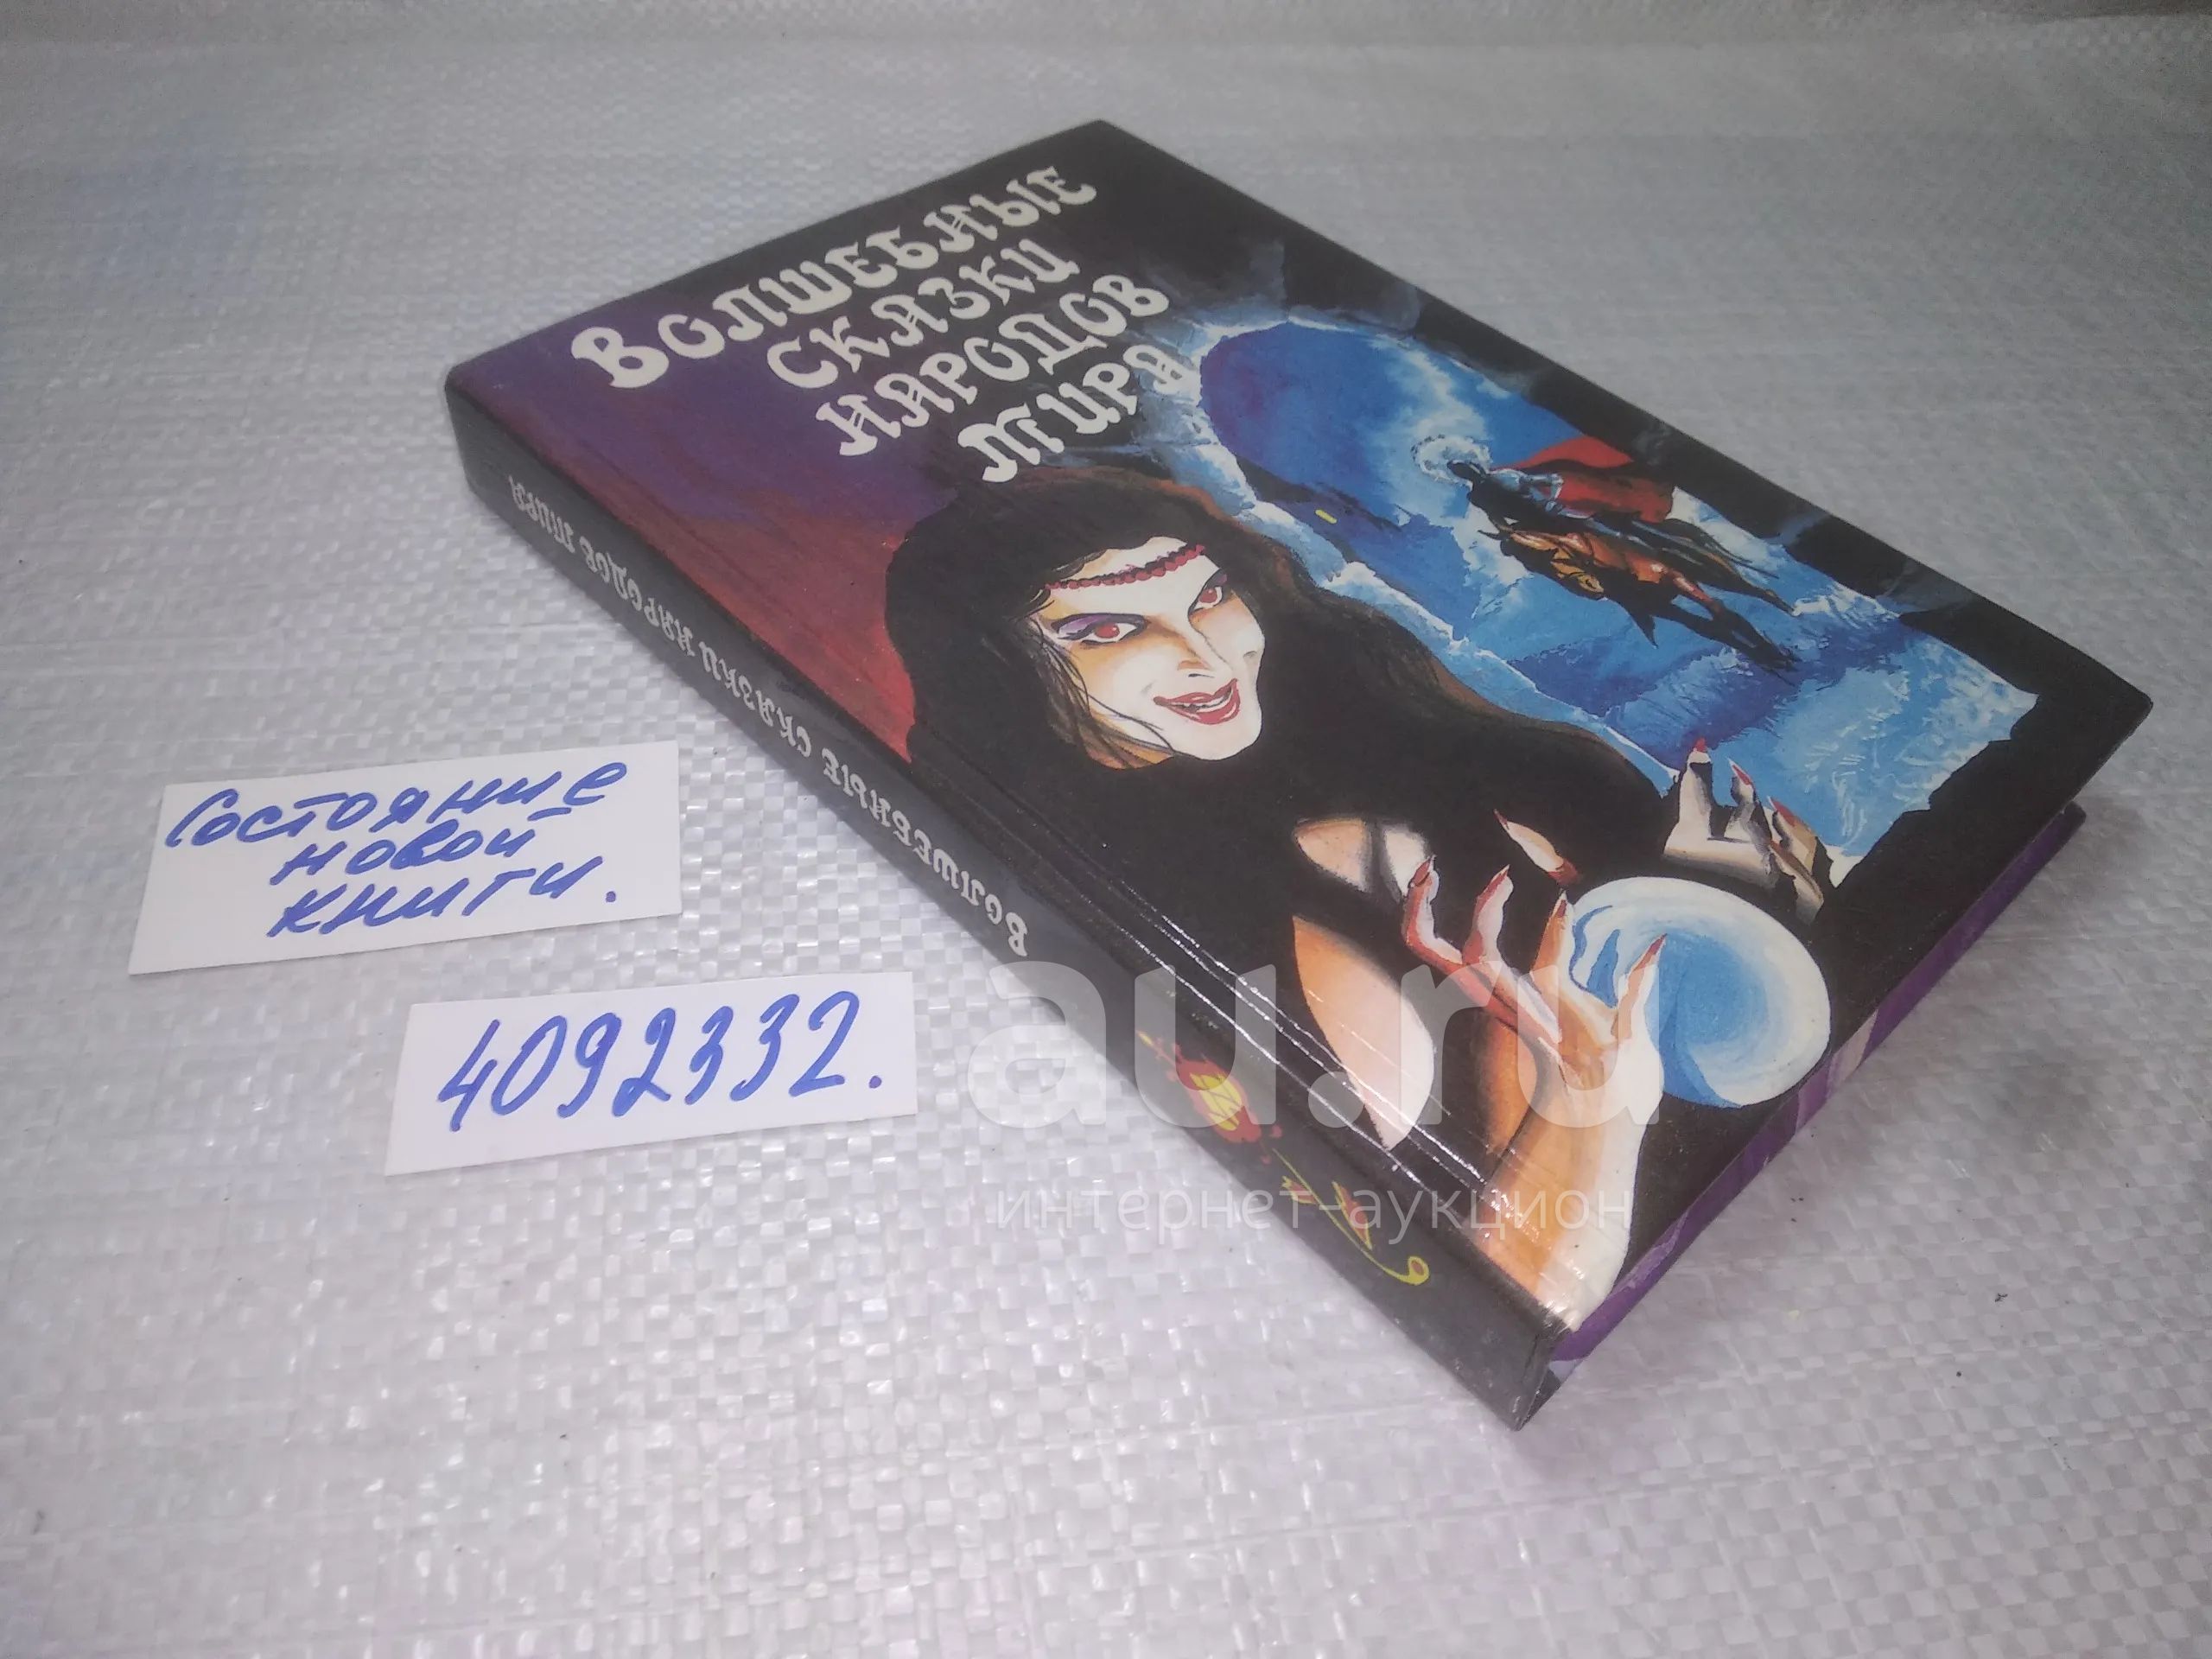 Волшебные
сказки
народов
мира
Волшебные сказки народов мира
Состояние
новой
книги.
4092332.
au.ru
интернет-аукцион